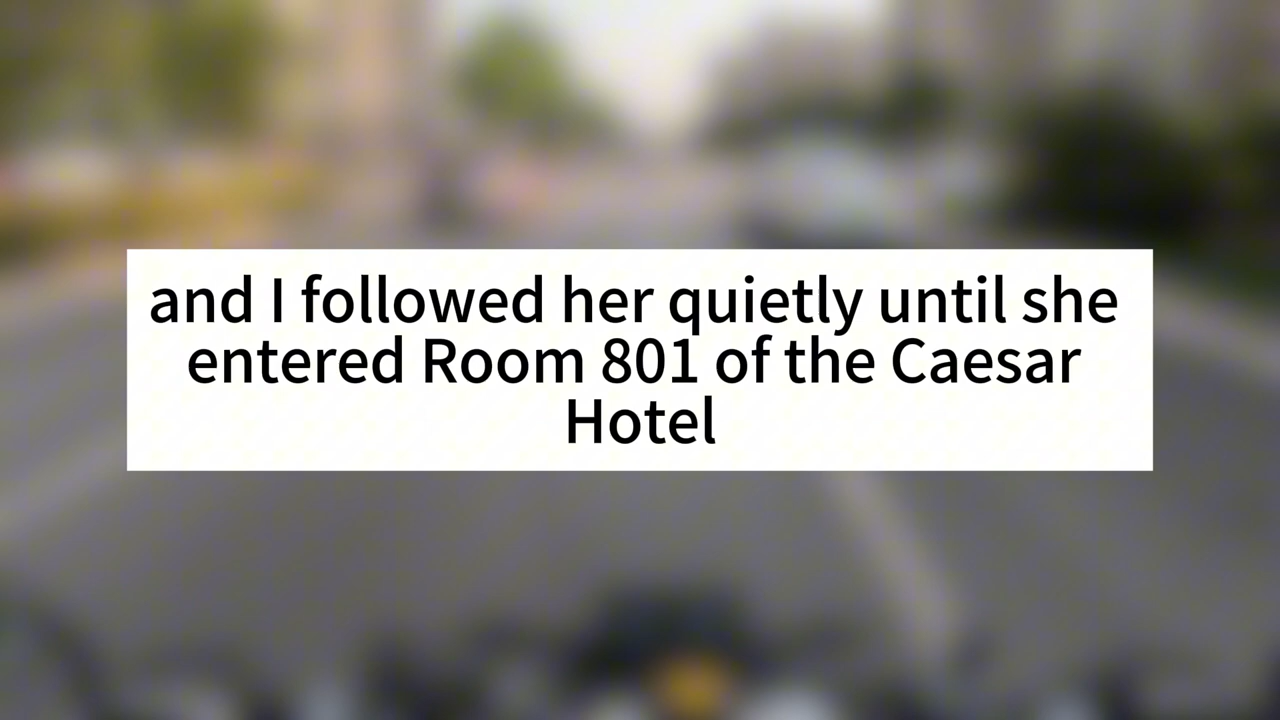 and I followed her quietly until she
entered Room 801 of the Caesar
Hotel